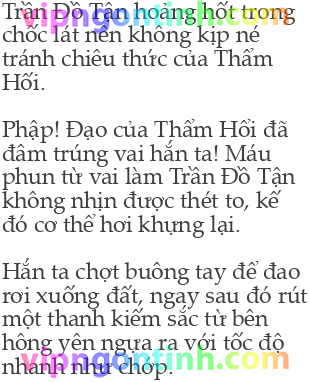 Trần Đồ Tận hoảng hốt trong
vipngontinh.com
chốc lát nên không kịp né
tránh chiêu thức của Thẩm
Hối.
Phập! Đạo của Thẩm Hổi đã
đâm trúng vai hắn ta! Máu
phun từ vai làm Trần Đồ Tận
không nhịn được thét to, kế
đó cơ thể hơi khựng lại.
Hắn ta chợt buông tay để đao
rơi xuống đất, ngay sau đó rút
một thanh kiếm sắc từ bên
hông yên ngựa ra với tốc độ
nhanh như chớp.
vipngontinh.com